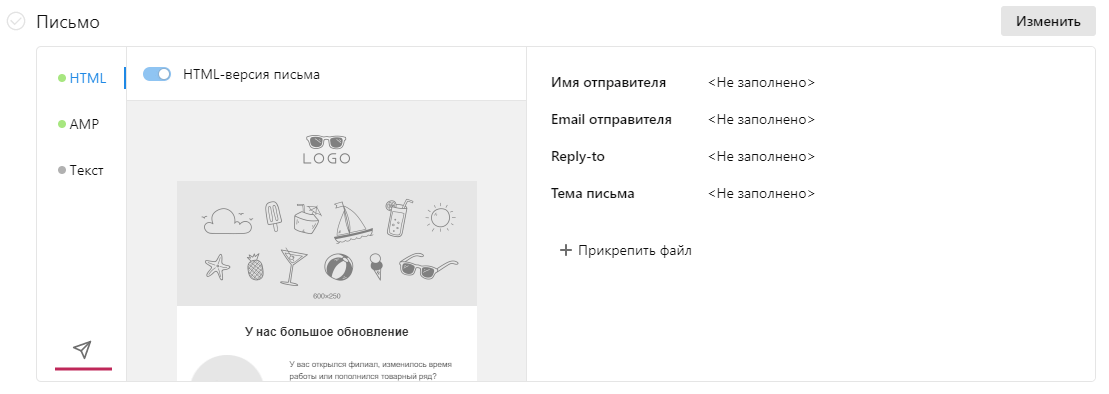 Письмо
Изменить
HTML
AMP
Текст
HTML-версия письма
LOGO
600x250
У нас большое обновление
У вас открылся филиал, изменилось время
работы или пополнился товарный ряд?
Имя отправителя <Не заполнено>
Email отправителя <Не заполнено>
Reply-to <Не заполнено>
Тема письма <Не заполнено>
+ Прикрепить файл